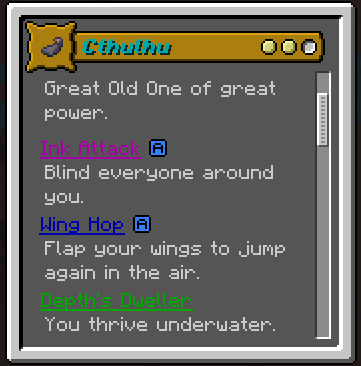 Cthulhu
Great Old One of great
power.
Ink Attack A
Blind everyone around
you.
Wing Hop A
Flap your wings to jump
again in the air.
Depth's Dweller
You thrive underwater.